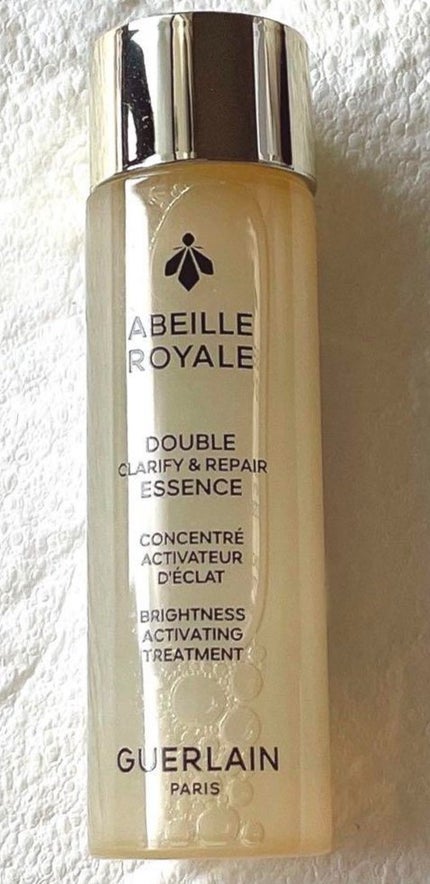 ABEILLE
ROYALE
DOUBLE
CLARIFY & REPAIR
ESSENCE
CONCENTRÉ
ACTIVATEUR
D'ÉCLAT
BRIGHTNESS
ACTIVATING
TREATMENT
GUERLAIN
PARIS